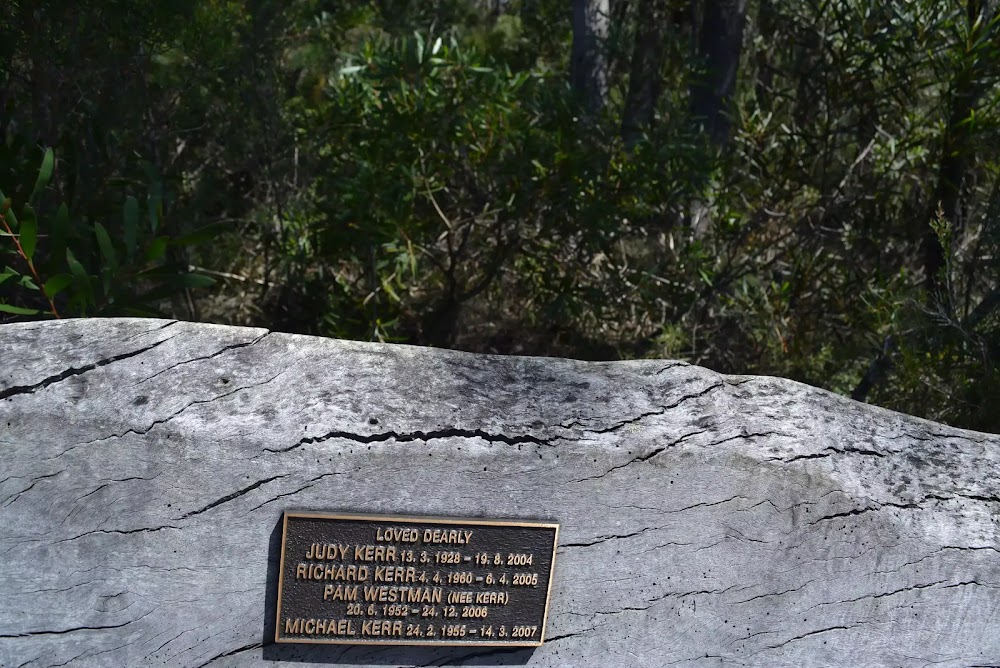 LOVED DEARLY
JUDY KERR 13. 3. 1928 - 19. 8. 2004
RICHARD KERR 4. 4. 1960 - 6. 4. 2005
PAM WESTMAN (NEE KERR)
20. 6. 1952 - 24. 12. 2006
MICHAEL KERR 24. 2. 1955 - 14. 3. 2007